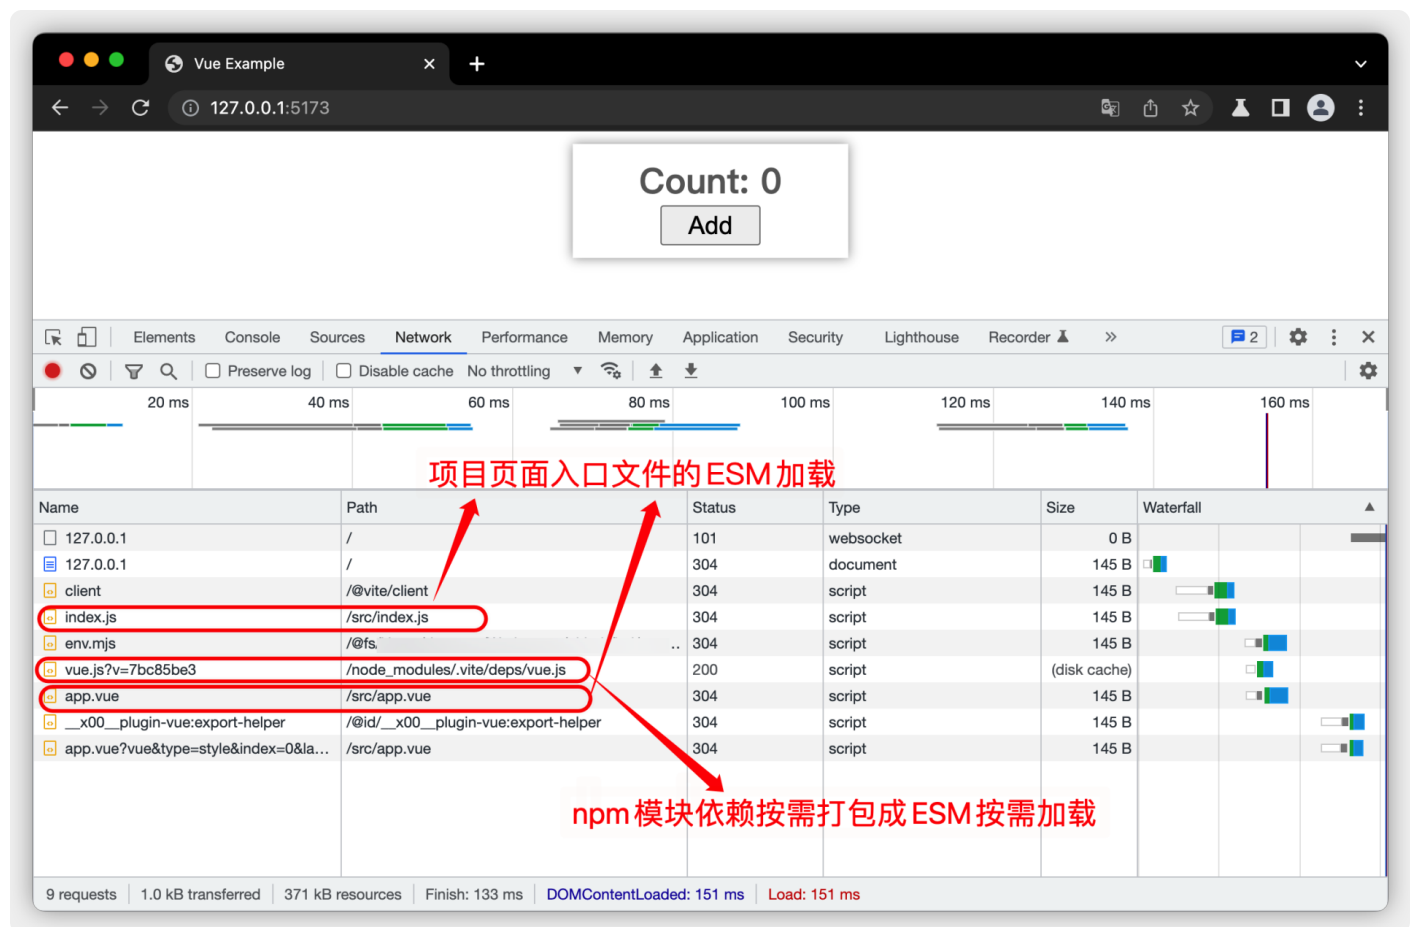 Vue Example
127.0.0.1:5173
Count: 0
Add
Elements Console Sources Network Performance Memory Application Security Lighthouse Recorder 2
Preserve log Disable cache No throttling
20 ms 40 ms 60 ms 80 ms 100 ms 120 ms 140 ms 160 ms
项目页面入口文件的ESM加载
Name Path Status Type Size Waterfall
127.0.0.1 / 101 websocket 0 B
127.0.0.1 / 304 document 145 B
client /@vite/client 304 script 145 B
index.js /src/index.js 304 script 145 B
env.mjs /@fs/ .. 304 script 145 B
vue.js?v=7bc85be3 /node_modules/.vite/deps/vue.js 200 script (disk cache)
app.vue /src/app.vue 304 script 145 B
__x00__plugin-vue:export-helper /@id/__x00__plugin-vue:export-helper 304 script 145 B
app.vue?vue&type=style&index=0&la... /src/app.vue 304 script 145 B
npm模块依赖按需打包成ESM按需加载
9 requests 1.0 kB transferred 371 kB resources Finish: 133 ms DOMContentLoaded: 151 ms Load: 151 ms